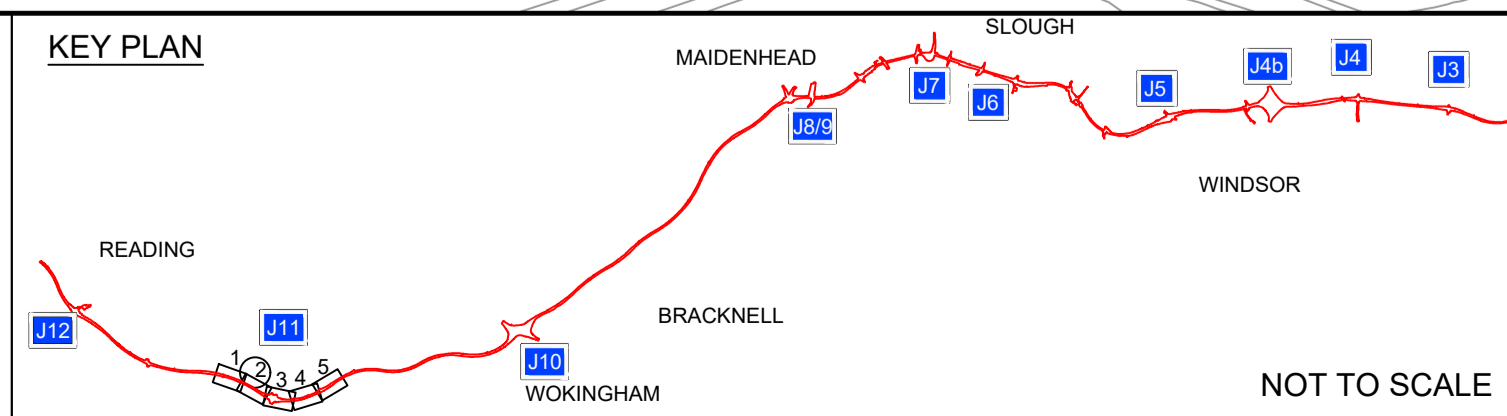 KEY PLAN
SLOUGH
MAIDENHEAD
J7
J6
J8/9
J5
J4b
J4
J3
WINDSOR
READING
J12
J11
1
2
3
4
5
BRACKNELL
J10
WOKINGHAM
NOT TO SCALE